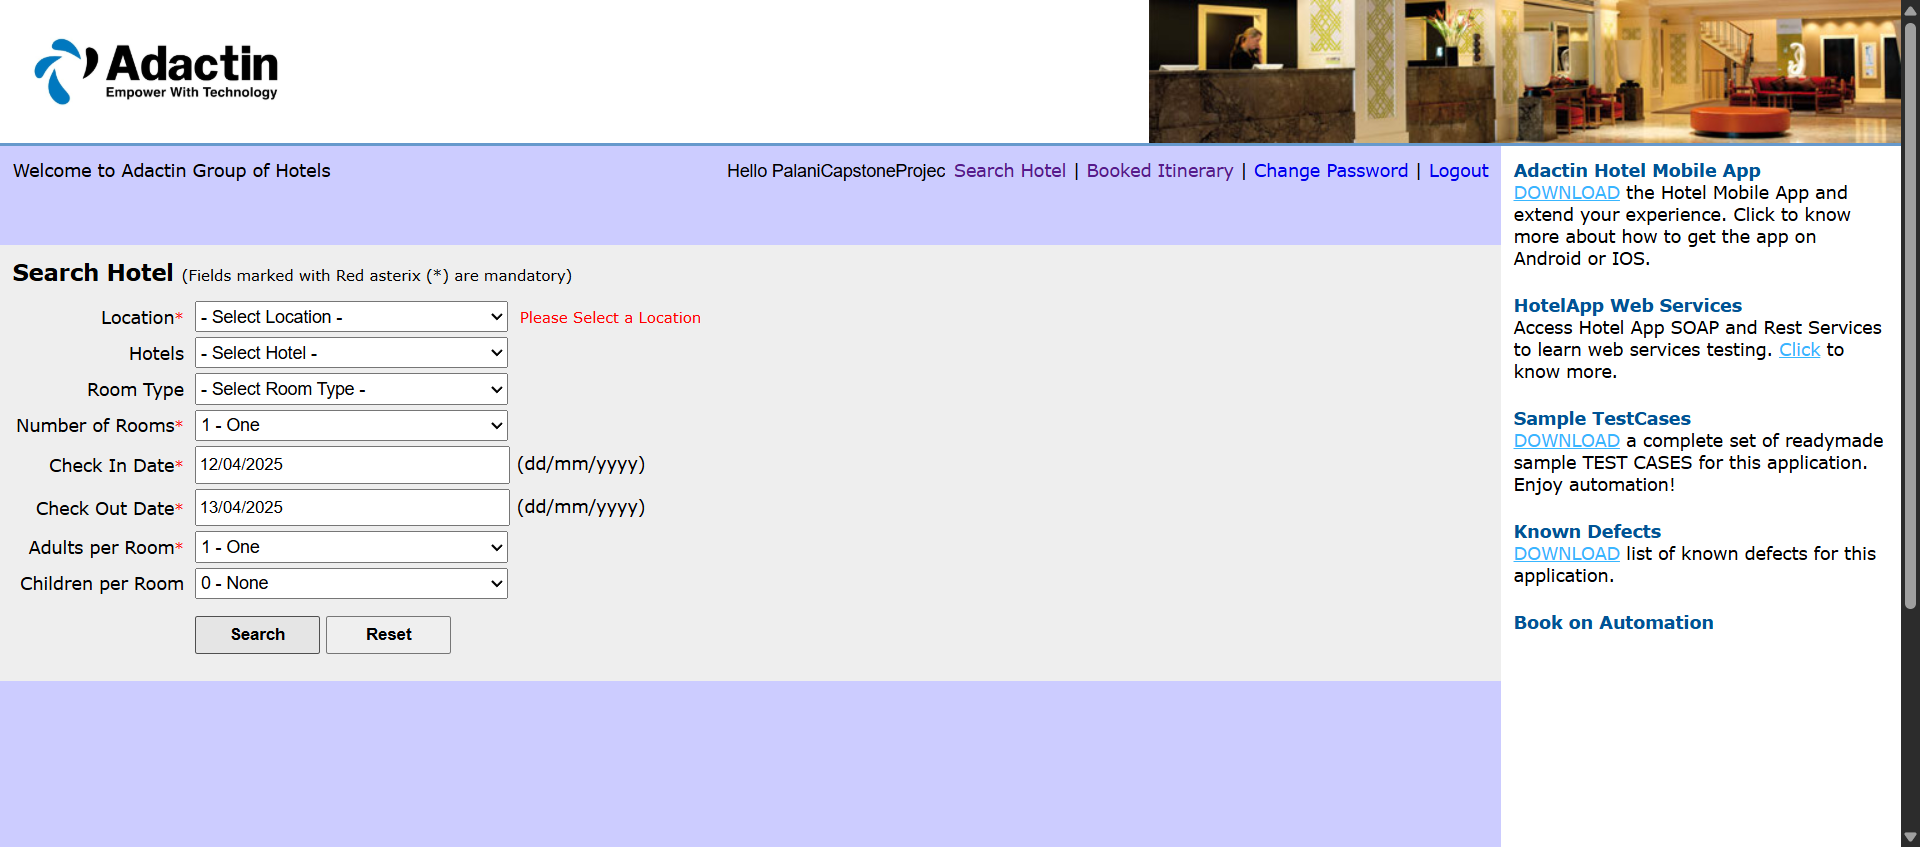 Adactin
Empower With Technology
Welcome to Adactin Group of Hotels
Hello PalaniCapstoneProjec Search Hotel | Booked Itinerary | Change Password | Logout
Search Hotel (Fields marked with Red asterix (*) are mandatory)
Location* - Select Location - Please Select a Location
Hotels - Select Hotel -
Room Type - Select Room Type -
Number of Rooms* 1 - One
Check In Date* 12/04/2025 (dd/mm/yyyy)
Check Out Date* 13/04/2025 (dd/mm/yyyy)
Adults per Room* 1 - One
Children per Room 0 - None
Search Reset
Adactin Hotel Mobile App
DOWNLOAD the Hotel Mobile App and
extend your experience. Click to know
more about how to get the app on
Android or IOS.
HotelApp Web Services
Access Hotel App SOAP and Rest Services
to learn web services testing. Click to
know more.
Sample TestCases
DOWNLOAD a complete set of readymade
sample TEST CASES for this application.
Enjoy automation!
Known Defects
DOWNLOAD list of known defects for this
application.
Book on Automation